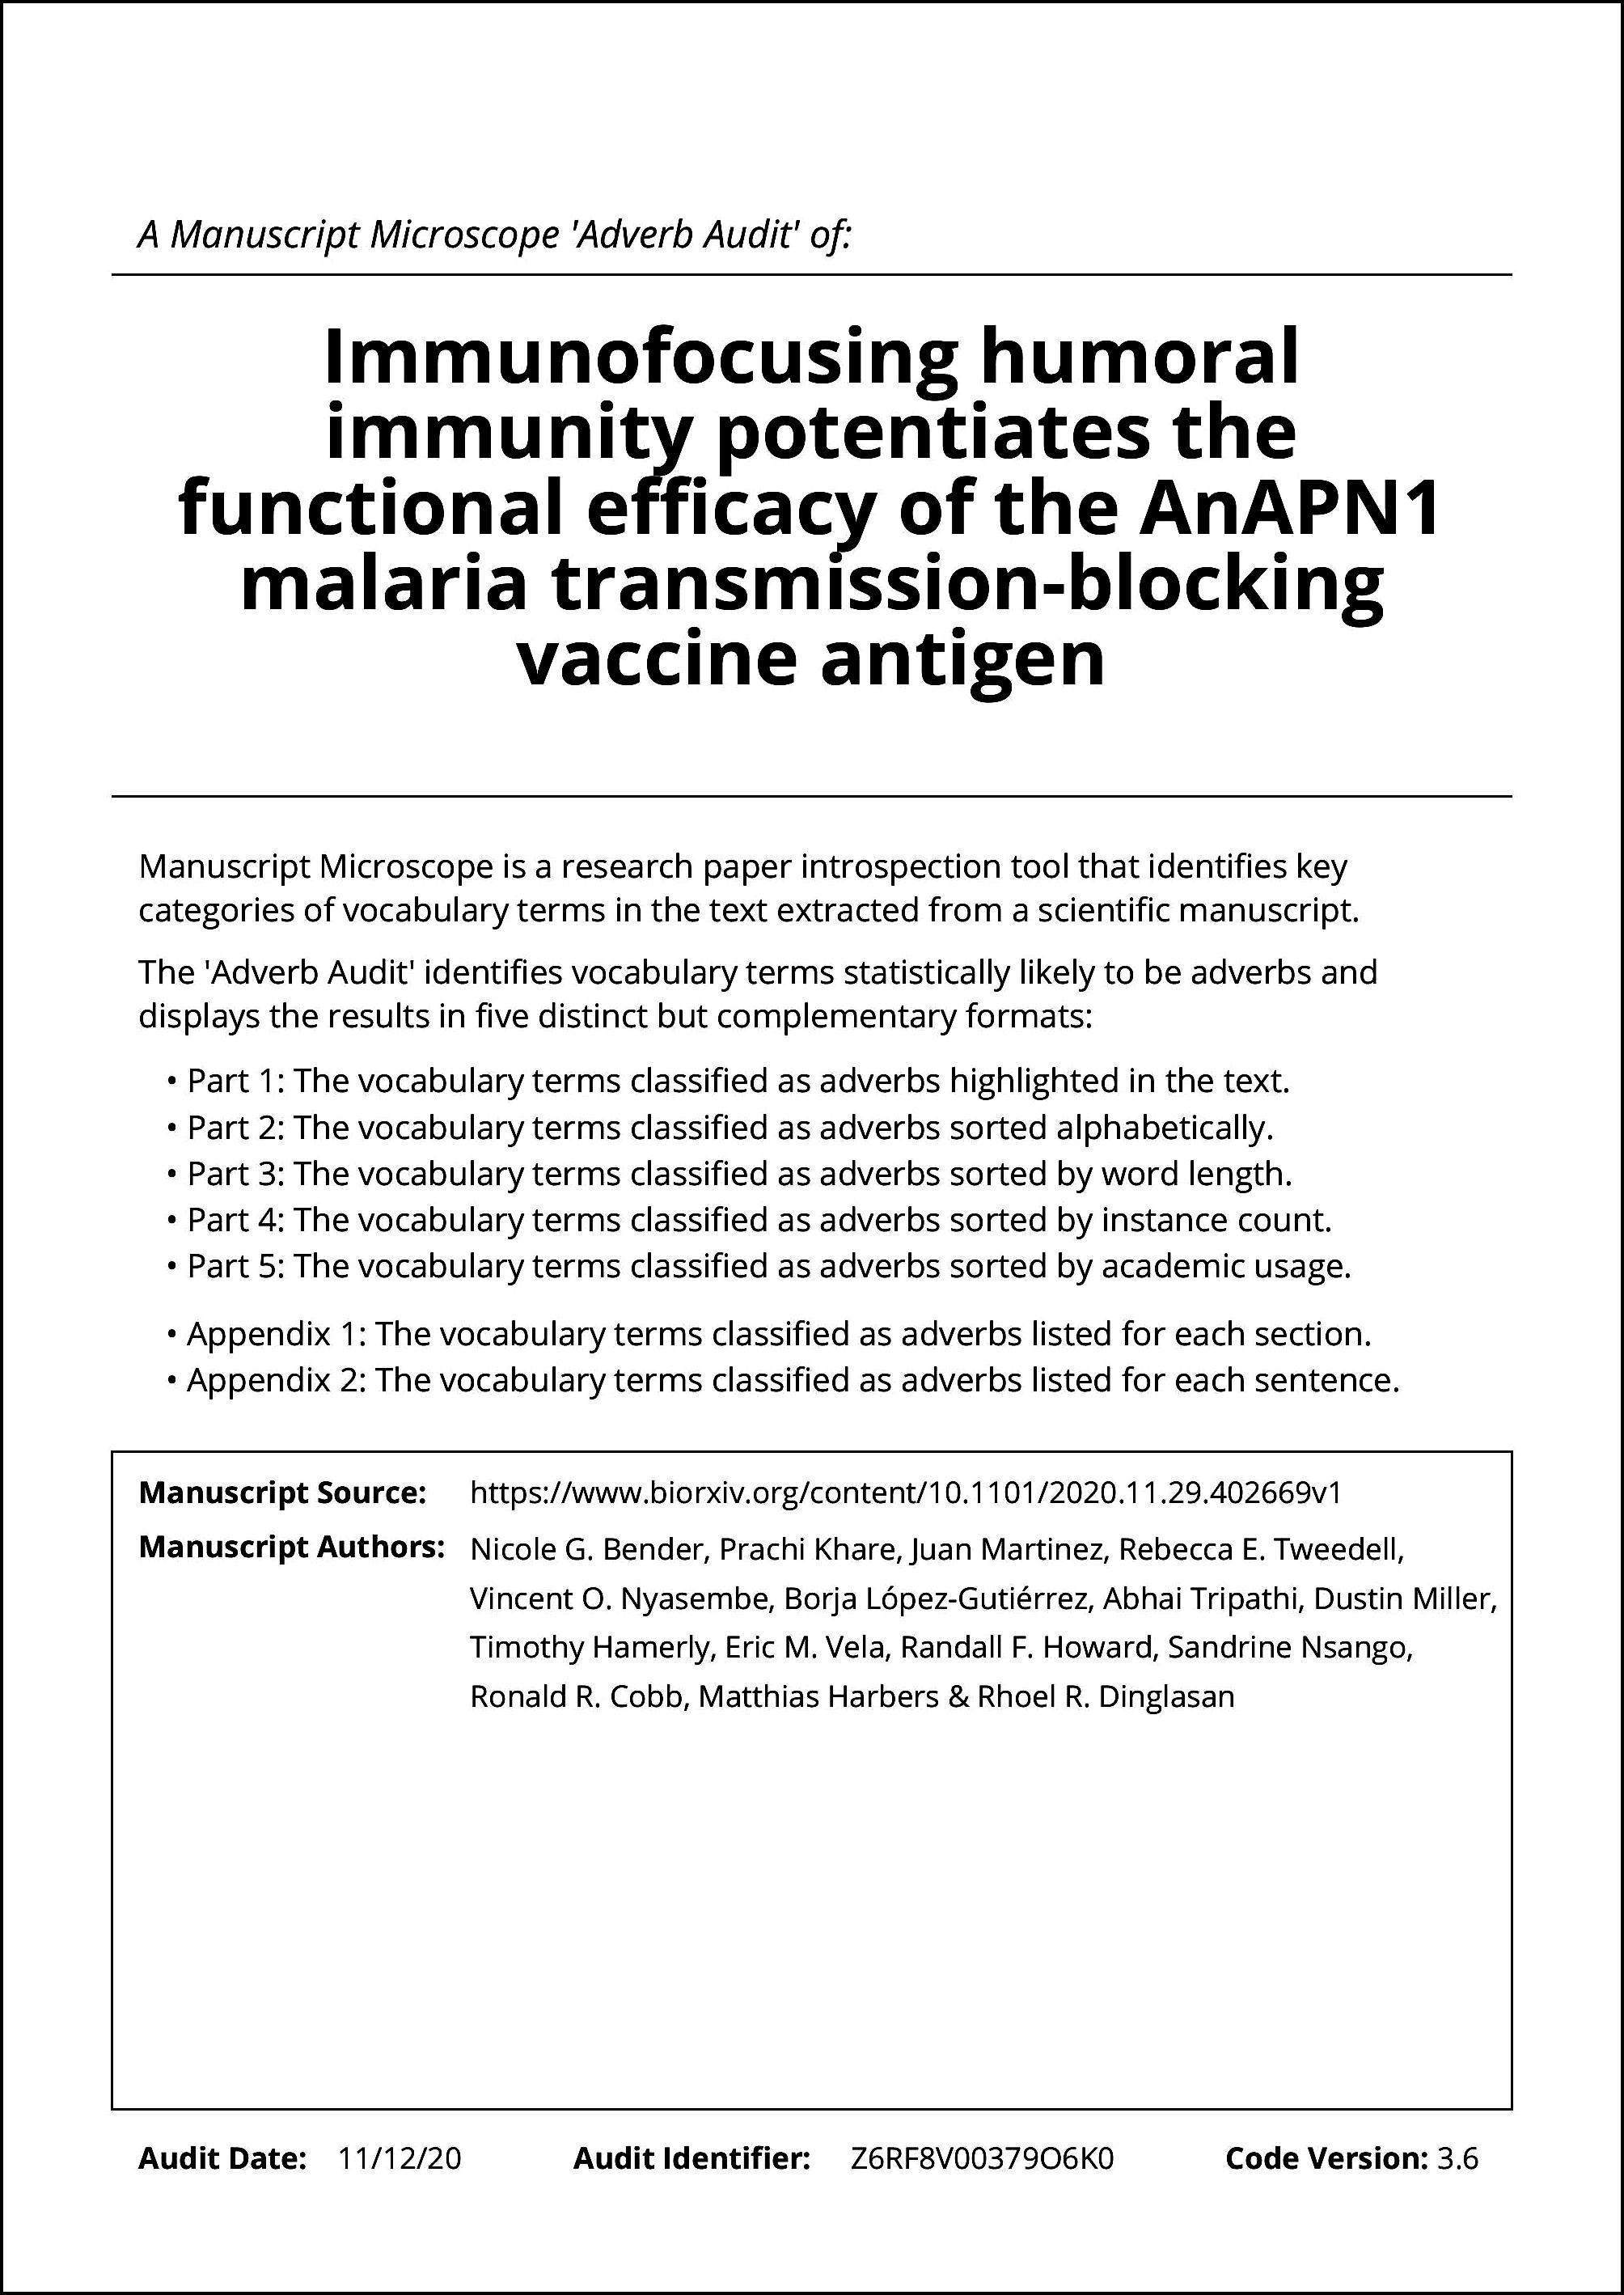 A Manuscript Microscope 'Adverb Audit' of:
Immunofocusing humoral
immunity potentiates the
functional efficacy of the AnAPN1
malaria transmission-blocking
vaccine antigen
Manuscript Microscope is a research paper introspection tool that identifies key
categories of vocabulary terms in the text extracted from a scientific manuscript.
The 'Adverb Audit' identifies vocabulary terms statistically likely to be adverbs and
displays the results in five distinct but complementary formats:
• Part 1: The vocabulary terms classified as adverbs highlighted in the text.
• Part 2: The vocabulary terms classified as adverbs sorted alphabetically.
• Part 3: The vocabulary terms classified as adverbs sorted by word length.
• Part 4: The vocabulary terms classified as adverbs sorted by instance count.
• Part 5: The vocabulary terms classified as adverbs sorted by academic usage.
• Appendix 1: The vocabulary terms classified as adverbs listed for each section.
• Appendix 2: The vocabulary terms classified as adverbs listed for each sentence.
Manuscript Source: https://www.biorxiv.org/content/10.1101/2020.11.29.402669v1
Manuscript Authors: Nicole G. Bender, Prachi Khare, Juan Martinez, Rebecca E. Tweedell,
Vincent O. Nyasembe, Borja López-Gutiérrez, Abhai Tripathi, Dustin Miller,
Timothy Hamerly, Eric M. Vela, Randall F. Howard, Sandrine Nsango,
Ronald R. Cobb, Matthias Harbers & Rhoel R. Dinglasan
Audit Date: 11/12/20 Audit Identifier: Z6RF8V00379O6K0 Code Version: 3.6